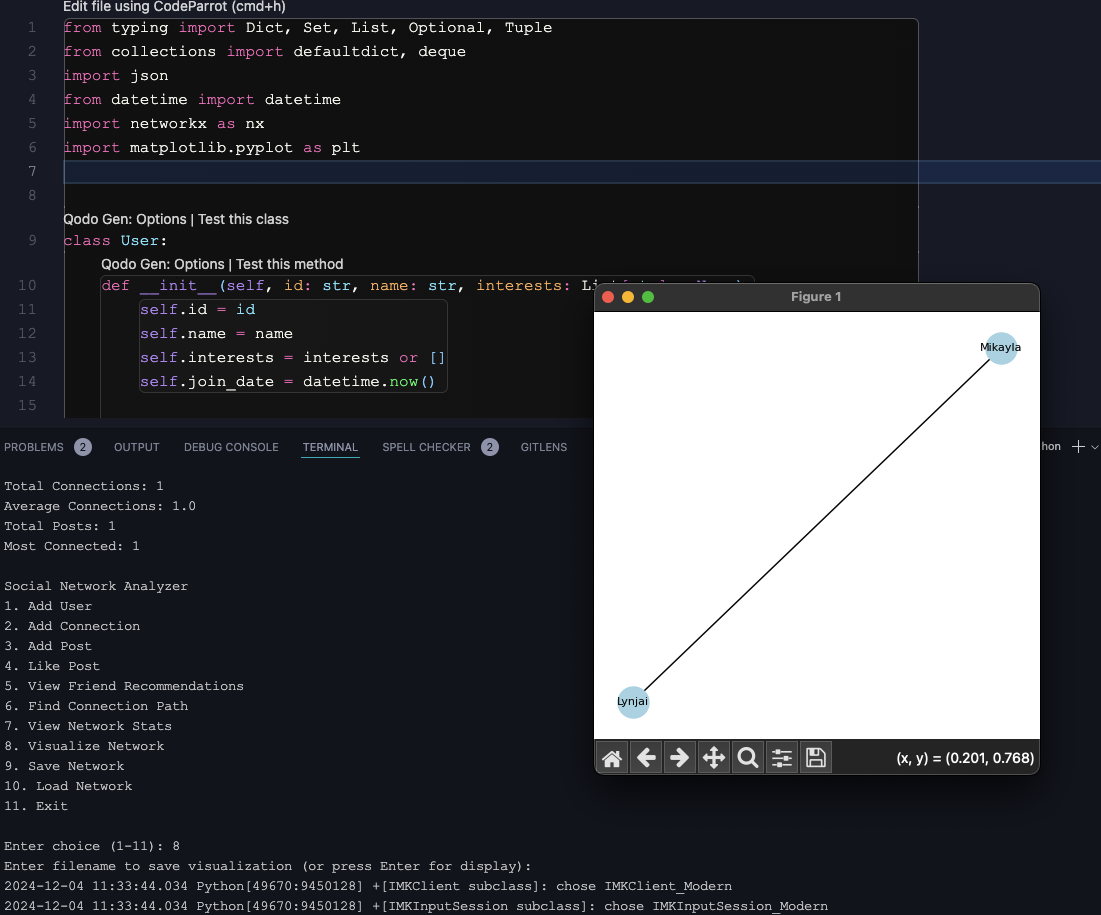 Edit file using CodeParrot (cmd+h)
1 from typing import Dict, Set, List, Optional, Tuple
2 from collections import defaultdict, deque
3 import json
4 from datetime import datetime
5 import networkx as nx
6 import matplotlib.pyplot as plt
7
8
Qodo Gen: Options | Test this class
9 class User:
Qodo Gen: Options | Test this method
10 def __init__(self, id: str, name: str, interests:
11 self.id = id
12 self.name = name
13 self.interests = interests or []
14 self.join_date = datetime.now()
15
Figure 1
Mikayla
Lynjai
(x, y) = (0.201, 0.768)
PROBLEMS 2 OUTPUT DEBUG CONSOLE TERMINAL SPELL CHECKER 2 GITLENS
hon
Total Connections: 1
Average Connections: 1.0
Total Posts: 1
Most Connected: 1
Social Network Analyzer
1. Add User
2. Add Connection
3. Add Post
4. Like Post
5. View Friend Recommendations
6. Find Connection Path
7. View Network Stats
8. Visualize Network
9. Save Network
10. Load Network
11. Exit
Enter choice (1-11): 8
Enter filename to save visualization (or press Enter for display):
2024-12-04 11:33:44.034 Python[49670:9450128] +[IMKClient subclass]: chose IMKClient_Modern
2024-12-04 11:33:44.034 Python[49670:9450128] +[IMKInputSession subclass]: chose IMKInputSession_Modern